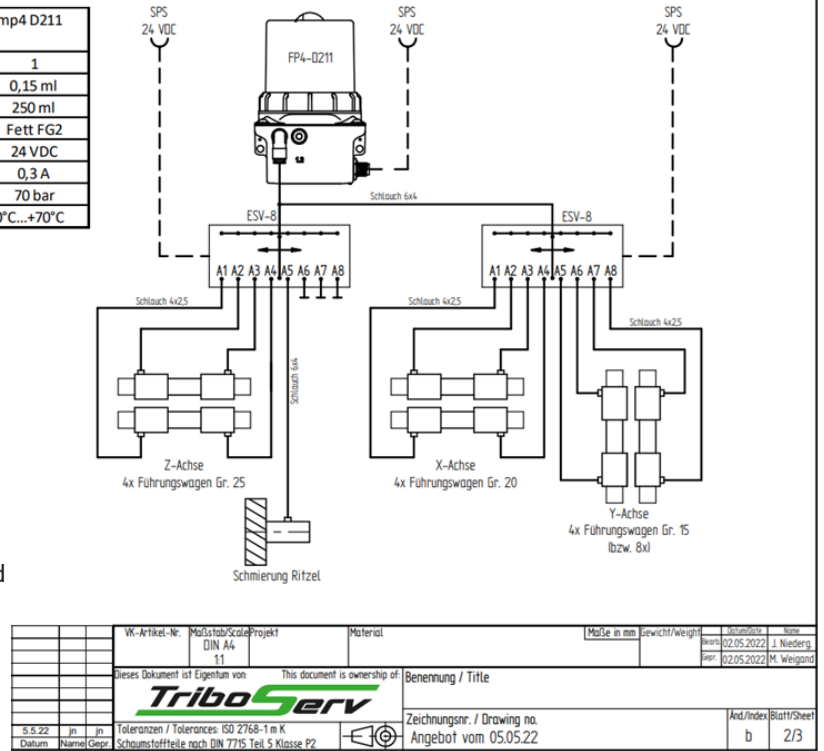 mp4 D211
1
0,15 ml
250 ml
Fett FG2
24 VDC
0,3 A
70 bar
°C...+70°C
SPS
24 VDC
SPS
24 VDC
SPS
24 VDC
FP4-D211
1.2
Schlauch 6x4
ESV-8
A1 A2 A3 A4 A5 A6 A7 A8
ESV-8
A1 A2 A3 A4 A5 A6 A7 A8
Schlauch 4x2,5
Schlauch 6x4
Schlauch 4x2,5
Schlauch 4x2,5
Z-Achse
4x Führungswagen Gr. 25
X-Achse
4x Führungswagen Gr. 20
Y-Achse
4x Führungswagen Gr. 15
(bzw. 8x)
Schmierung Ritzel
d
VK-Artikel-Nr.
Maßstab/Scale
DIN A4
1:1
Projekt
Material
Maße in mm
Gewicht/Weight
Datum/Date
Name
Bearb.
02.05.2022
J. Niederg.
Gepr.
02.05.2022
M. Weigand
Dieses Dokument ist Eigentum von:
This document is ownership of:
TriboServ
Benennung / Title
Toleranzen / Tolerances: ISO 2768-1 m K
Schaumstoffteile nach DIN 7715 Teil 5 Klasse P2
Zeichnungsnr. / Drawing no.
Angebot vom 05.05.22
Änd./Index
b
Blatt/Sheet
2/3
5.5.22
jn
jn
Datum
Name
Gepr.